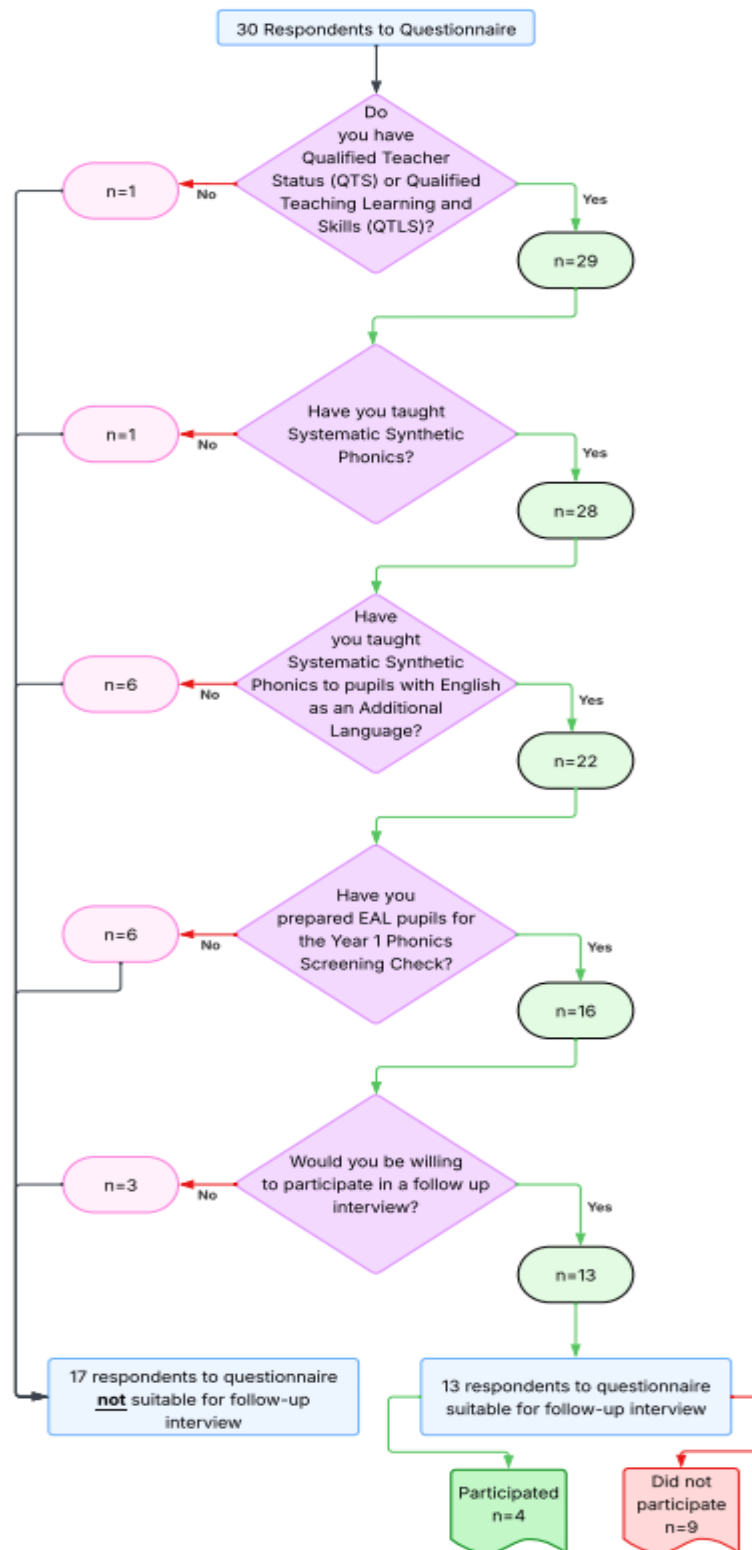 30 Respondents to Questionnaire
Do
you have
Qualified Teacher
Status (QTS) or Qualified
Teaching Learning and
Skills (QTLS)?
No
n=1
Yes
n=29
Have you taught
Systematic Synthetic
Phonics?
No
n=1
Yes
n=28
Have
you taught
Systematic Synthetic
Phonics to pupils with English
as an Additional
Language?
No
n=6
Yes
n=22
Have you
prepared EAL pupils for
the Year 1 Phonics
Screening Check?
No
n=6
Yes
n=16
Would you be willing
to participate in a follow up
interview?
No
n=3
Yes
n=13
17 respondents to questionnaire
not suitable for follow-up
interview
13 respondents to questionnaire
suitable for follow-up interview
Participated
n=4
Did not
participate
n=9